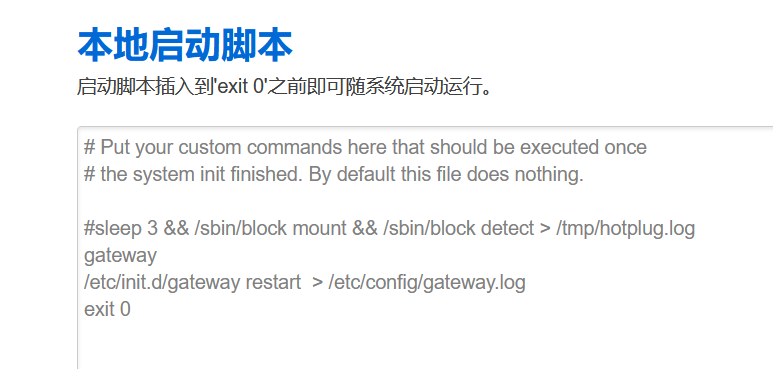 本地启动脚本
启动脚本插入到'exit 0'之前即可随系统启动运行。
# Put your custom commands here that should be executed once
# the system init finished. By default this file does nothing.
#sleep 3 && /sbin/block mount && /sbin/block detect > /tmp/hotplug.log
gateway
/etc/init.d/gateway restart  > /etc/config/gateway.log
exit 0